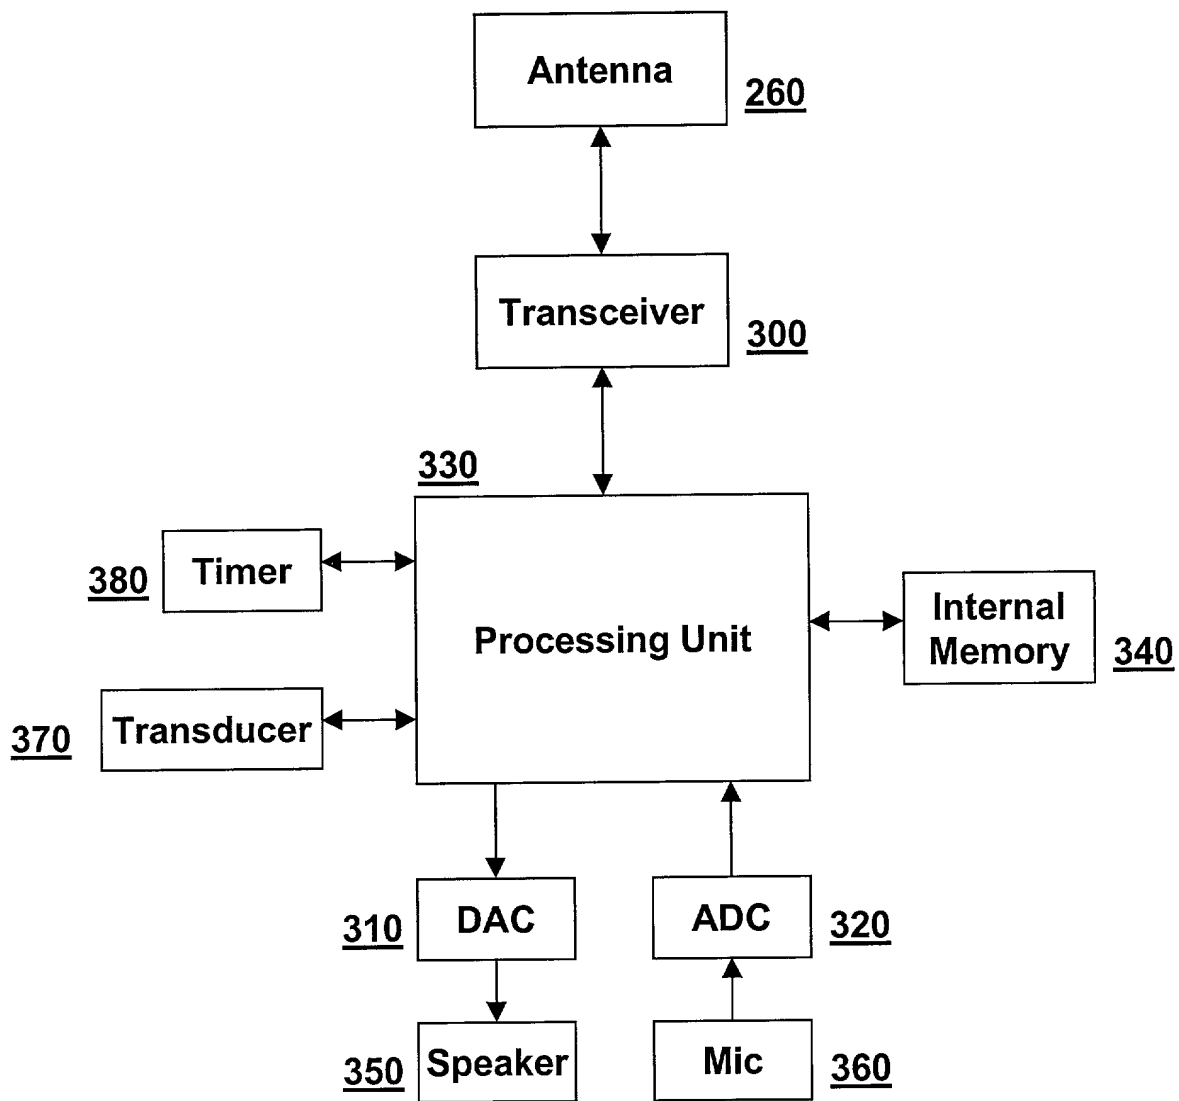 Antenna
260
Transceiver
300
330
Timer
380
Processing Unit
Internal
Memory
340
Transducer
370
DAC
310
ADC
320
Speaker
350
Mic
360